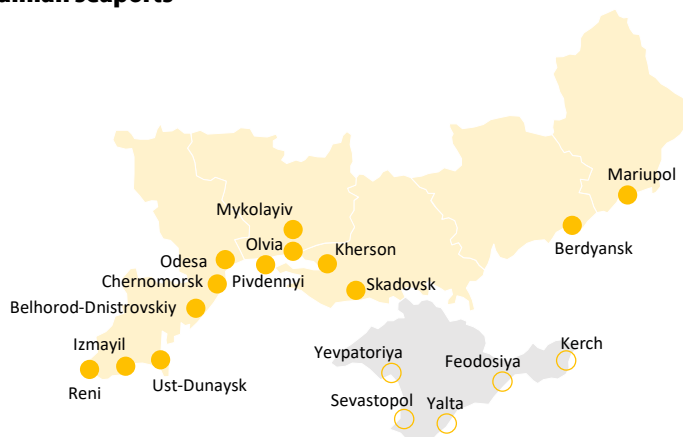 Mariupol
Mykolayiv
Olvia
Kherson
Berdyansk
Odesa
Chernomorsk
Pivdennyi
Skadovsk
Belhorod-Dnistrovskiy
Izmayil
Yevpatoriya
Feodosiya
Kerch
Reni
Ust-Dunaysk
Sevastopol
Yalta